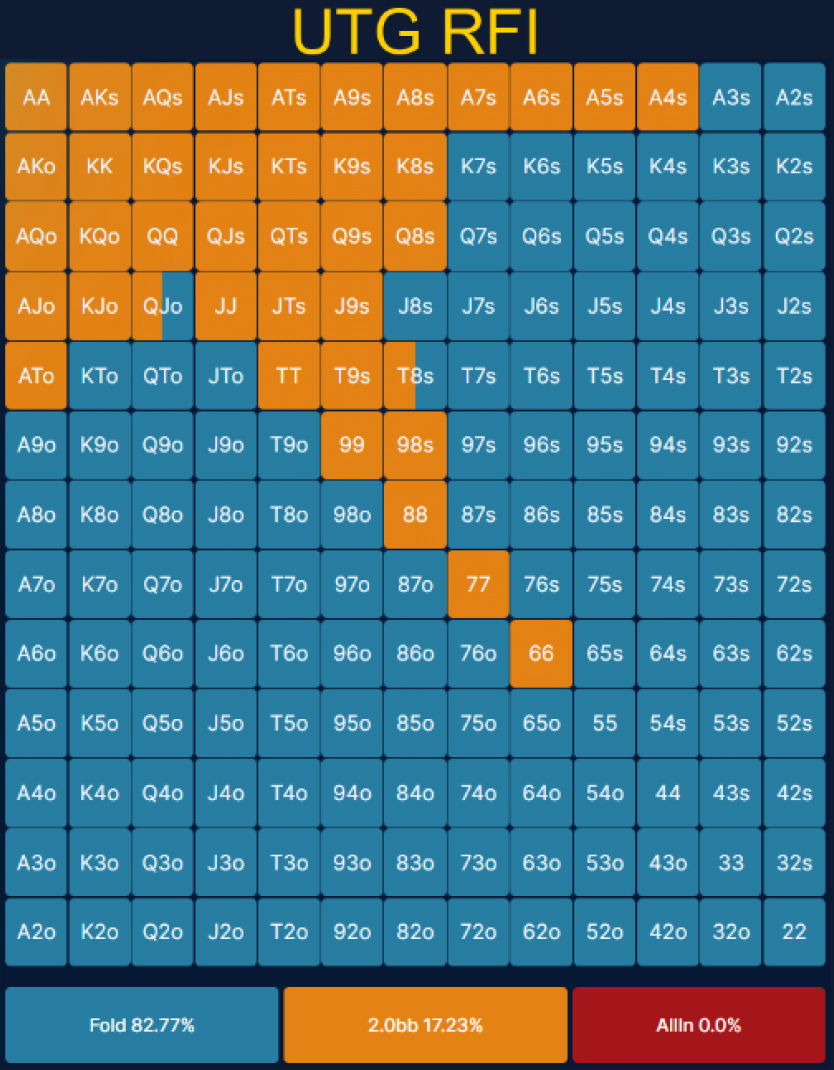 UTG RFI
AA AKs AQs AJs ATs A9s A8s A7s A6s A5s A4s A3s A2s
AKo KK KQs KJs KTs K9s K8s K7s K6s K5s K4s K3s K2s
AQo KQo QQ QJs QTs Q9s Q8s Q7s Q6s Q5s Q4s Q3s Q2s
AJo KJo QJo JJ JTs J9s J8s J7s J6s J5s J4s J3s J2s
ATo KTo QTo JTo TT T9s T8s T7s T6s T5s T4s T3s T2s
A9o K9o Q9o J9o T9o 99 98s 97s 96s 95s 94s 93s 92s
A8o K8o Q8o J8o T8o 98o 88 87s 86s 85s 84s 83s 82s
A7o K7o Q7o J7o T7o 97o 87o 77 76s 75s 74s 73s 72s
A6o K6o Q6o J6o T6o 96o 86o 76o 66 65s 64s 63s 62s
A5o K5o Q5o J5o T5o 95o 85o 75o 65o 55 54s 53s 52s
A4o K4o Q4o J4o T4o 94o 84o 74o 64o 54o 44 43s 42s
A3o K3o Q3o J3o T3o 93o 83o 73o 63o 53o 43o 33 32s
A2o K2o Q2o J2o T2o 92o 82o 72o 62o 52o 42o 32o 22
Fold 82.77% 2.0bb 17.23% AllIn 0.0%